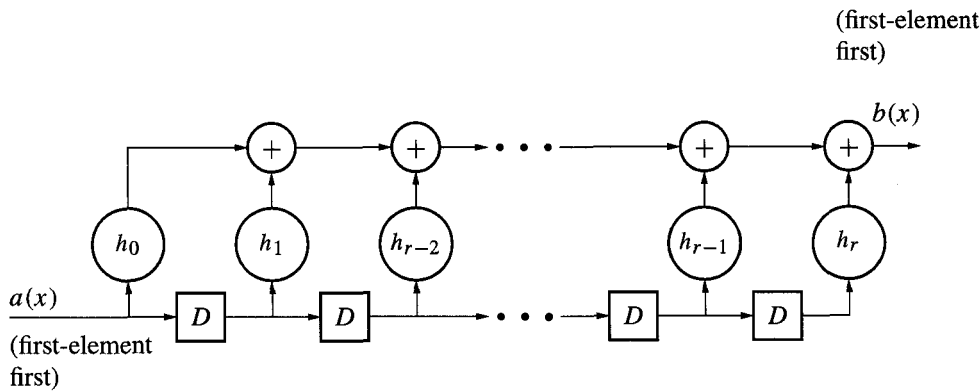 (first-element
first)
b(x)
+
+
+
+
h₀
h₁
hᵣ₋₂
hᵣ₋₁
hᵣ
a(x)
D
D
D
D
(first-element
first)